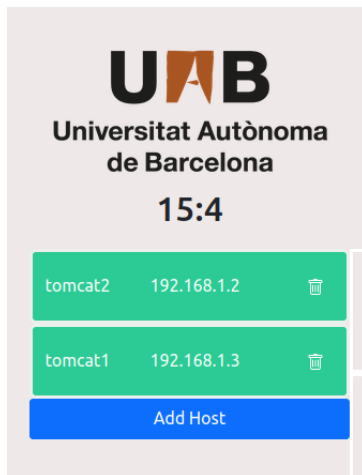 UAB
Universitat Autònoma
de Barcelona
15:4
tomcat2 192.168.1.2
tomcat1 192.168.1.3
Add Host